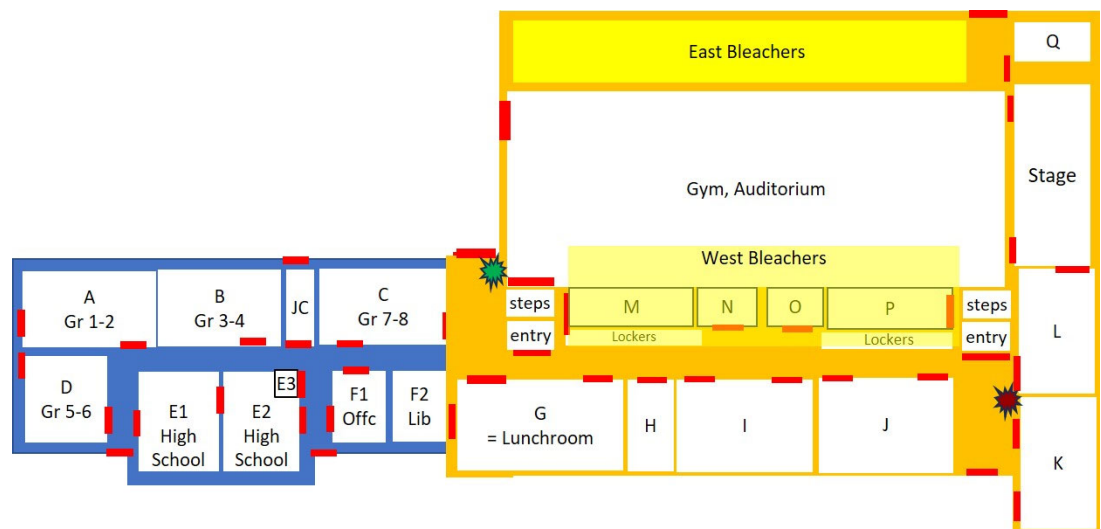 East Bleachers
Q
Gym, Auditorium
Stage
West Bleachers
A
Gr 1-2
B
Gr 3-4
JC
C
Gr 7-8
steps
entry
M
N
O
P
Lockers
Lockers
steps
entry
L
D
Gr 5-6
E1
High
School
E2
High
School
E3
F1
Offc
F2
Lib
G
= Lunchroom
H
I
J
K